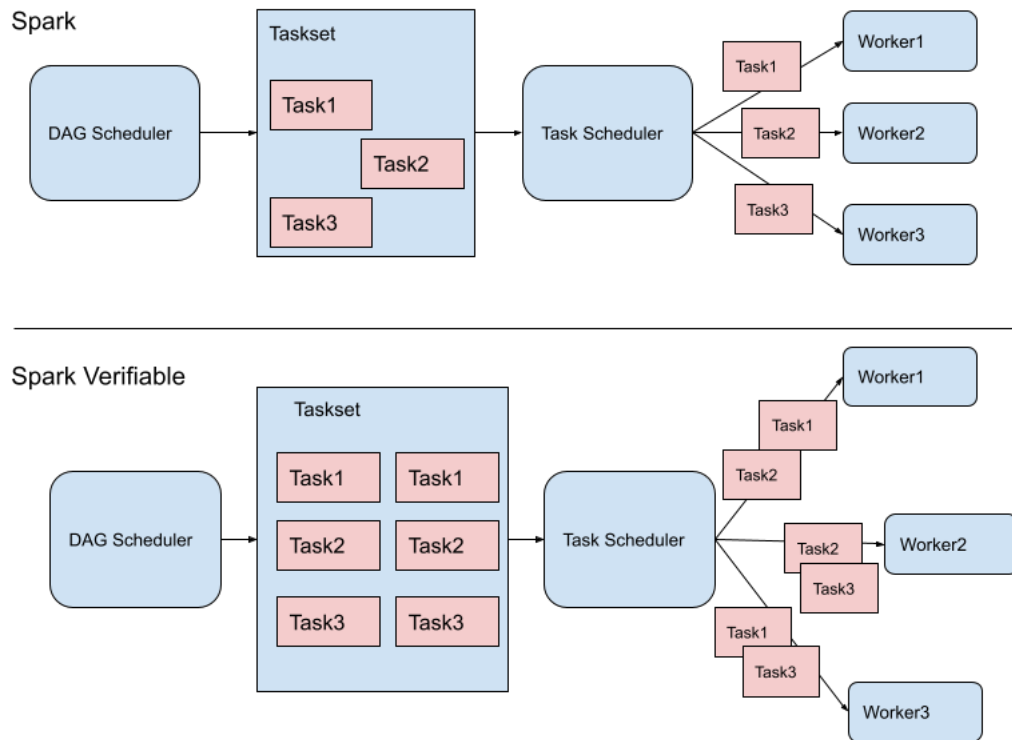 Spark
Taskset
DAG Scheduler
Task1
Task2
Task3
Task Scheduler
Task1
Task2
Task3
Worker1
Worker2
Worker3
Spark Verifiable
Taskset
DAG Scheduler
Task1 Task1
Task2 Task2
Task3 Task3
Task Scheduler
Task1
Task2
Worker1
Task2
Task3
Worker2
Task1
Task3
Worker3